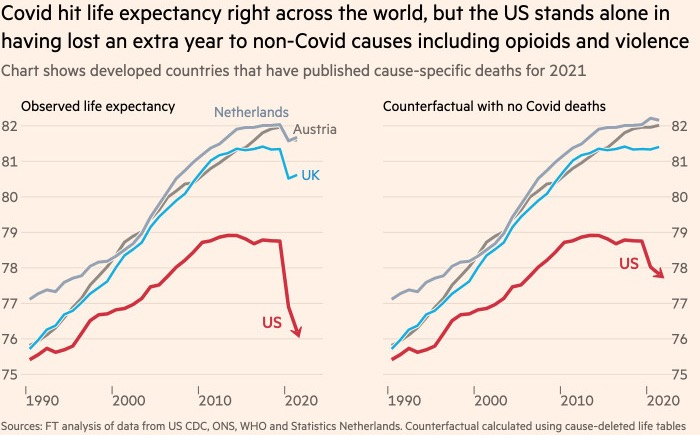 Covid hit life expectancy right across the world, but the US stands alone in
having lost an extra year to non-Covid causes including opioids and violence
Chart shows developed countries that have published cause-specific deaths for 2021
Observed life expectancy
Netherlands
Austria
UK
US
82
81
80
79
78
77
76
75
1990
2000
2010
2020
Counterfactual with no Covid deaths
US
82
81
80
79
78
77
76
75
1990
2000
2010
2020
Sources: FT analysis of data from US CDC, ONS, WHO and Statistics Netherlands. Counterfactual calculated using cause-deleted life tables